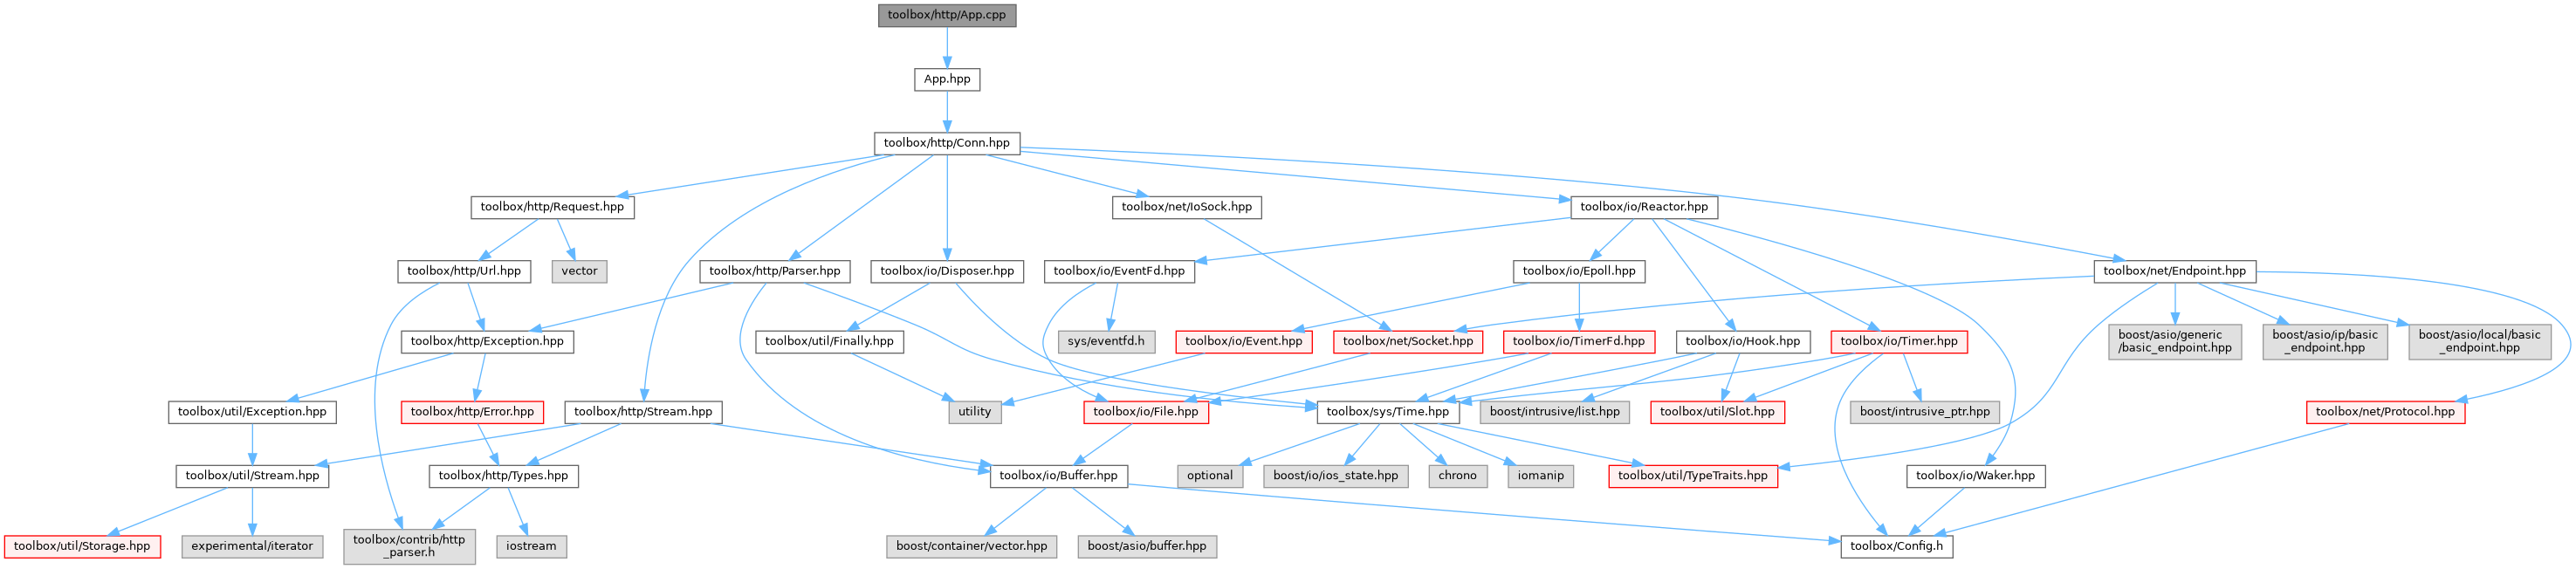 toolbox/http/App.cpp
App.hpp
toolbox/http/Conn.hpp
toolbox/http/Request.hpp
toolbox/net/IoSock.hpp
toolbox/io/Reactor.hpp
toolbox/http/Url.hpp
vector
toolbox/http/Parser.hpp
toolbox/io/Disposer.hpp
toolbox/io/EventFd.hpp
toolbox/io/Epoll.hpp
toolbox/net/Endpoint.hpp
toolbox/http/Exception.hpp
toolbox/util/Finally.hpp
sys/eventfd.h
toolbox/io/Event.hpp
toolbox/net/Socket.hpp
toolbox/io/TimerFd.hpp
toolbox/io/Hook.hpp
toolbox/io/Timer.hpp
boost/asio/generic
/basic_endpoint.hpp
boost/asio/ip/basic
_endpoint.hpp
boost/asio/local/basic
_endpoint.hpp
toolbox/util/Exception.hpp
toolbox/http/Error.hpp
toolbox/http/Stream.hpp
utility
toolbox/io/File.hpp
toolbox/sys/Time.hpp
boost/intrusive/list.hpp
toolbox/util/Slot.hpp
boost/intrusive_ptr.hpp
toolbox/net/Protocol.hpp
toolbox/util/Stream.hpp
toolbox/http/Types.hpp
toolbox/io/Buffer.hpp
optional
boost/io/ios_state.hpp
chrono
iomanip
toolbox/util/TypeTraits.hpp
toolbox/io/Waker.hpp
toolbox/util/Storage.hpp
experimental/iterator
toolbox/contrib/http
_parser.h
iostream
boost/container/vector.hpp
boost/asio/buffer.hpp
toolbox/Config.h